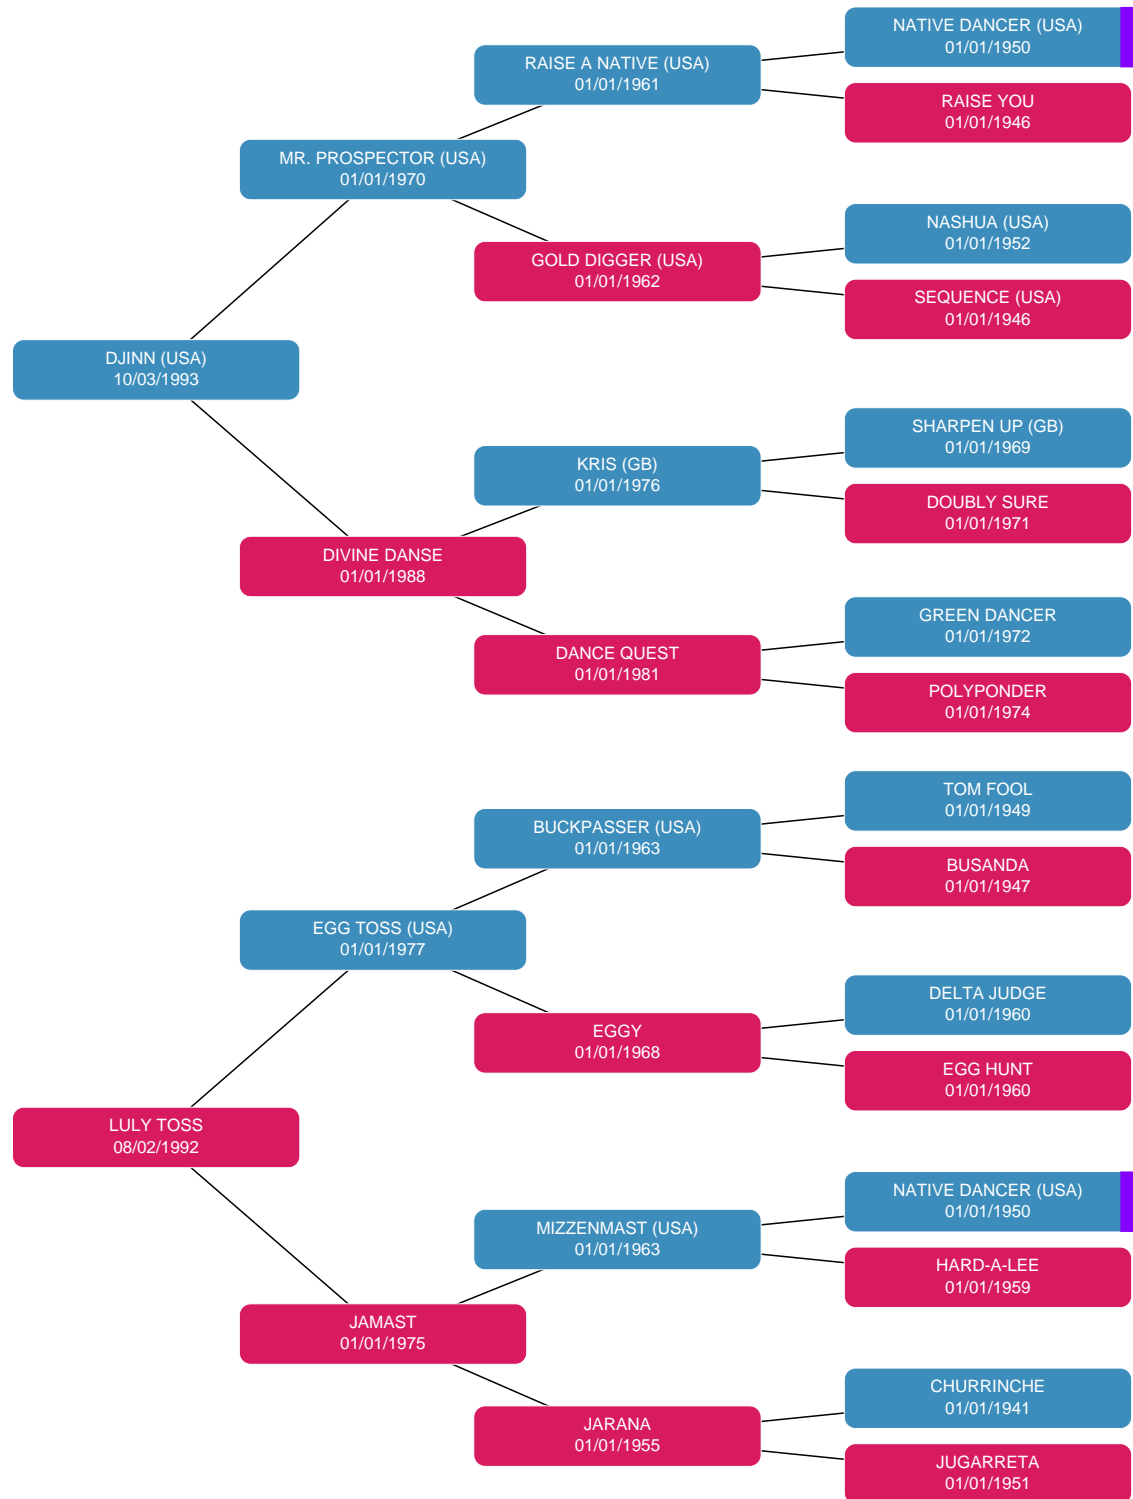 NATIVE DANCER (USA)
01/01/1950
RAISE A NATIVE (USA)
01/01/1961
RAISE YOU
01/01/1946
MR. PROSPECTOR (USA)
01/01/1970
NASHUA (USA)
01/01/1952
GOLD DIGGER (USA)
01/01/1962
SEQUENCE (USA)
01/01/1946
DJINN (USA)
10/03/1993
SHARPEN UP (GB)
01/01/1969
KRIS (GB)
01/01/1976
DOUBLY SURE
01/01/1971
DIVINE DANSE
01/01/1988
GREEN DANCER
01/01/1972
DANCE QUEST
01/01/1981
POLYPONDER
01/01/1974
TOM FOOL
01/01/1949
BUCKPASSER (USA)
01/01/1963
BUSANDA
01/01/1947
EGG TOSS (USA)
01/01/1977
DELTA JUDGE
01/01/1960
EGGY
01/01/1968
EGG HUNT
01/01/1960
LULY TOSS
08/02/1992
NATIVE DANCER (USA)
01/01/1950
MIZZENMAST (USA)
01/01/1963
HARD-A-LEE
01/01/1959
JAMAST
01/01/1975
CHURRINCHE
01/01/1941
JARANA
01/01/1955
JUGARRETA
01/01/1951